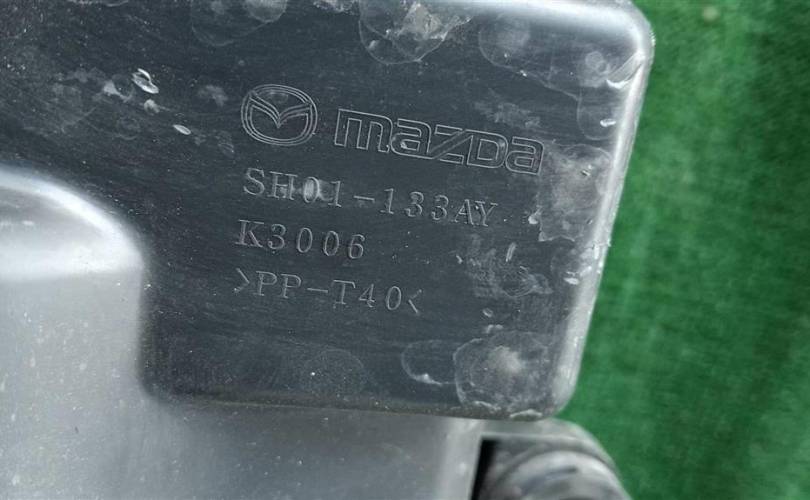 mazda
SH01-133AY
K3006
>PP-T40<